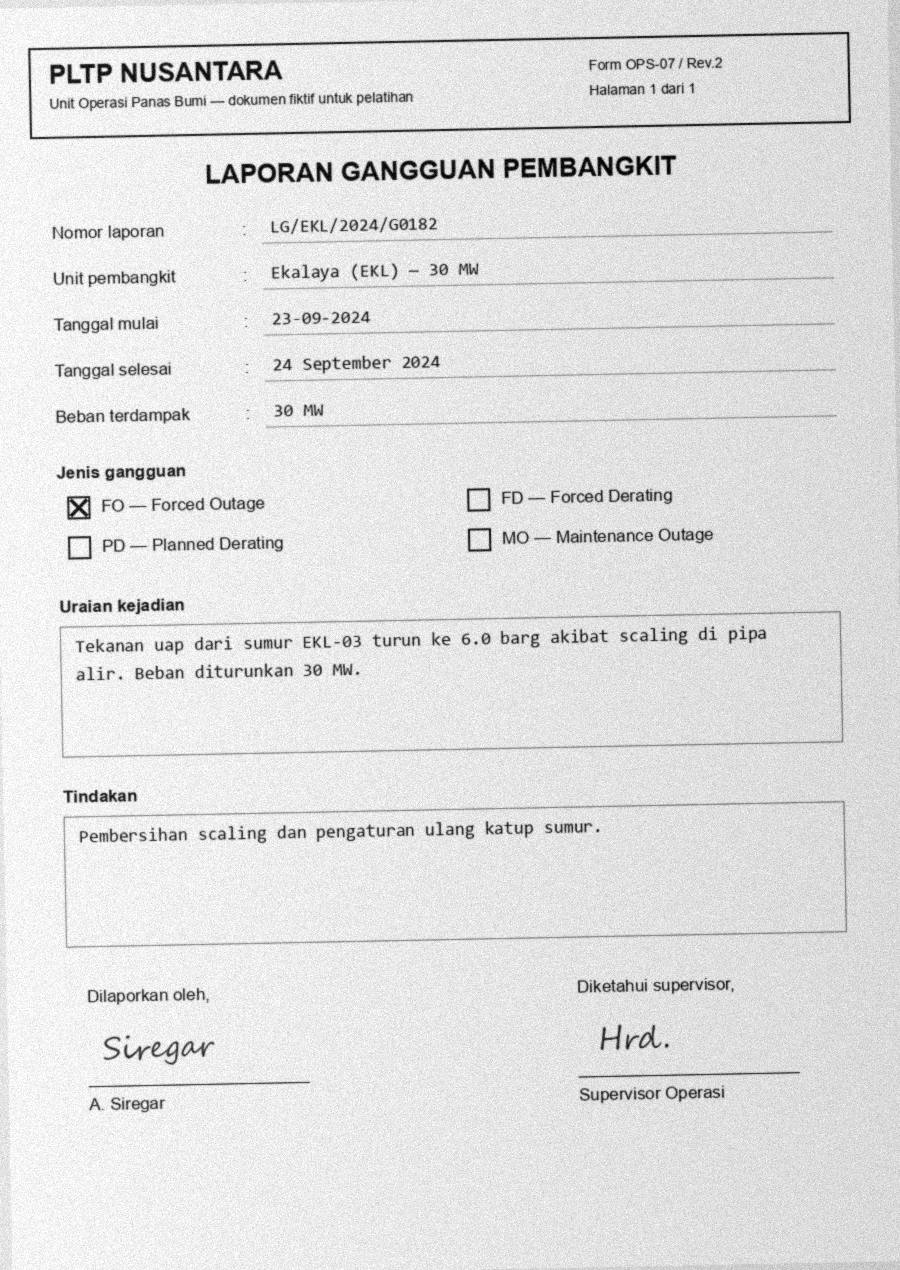 PLTP NUSANTARA
Unit Operasi Panas Bumi — dokumen fiktif untuk pelatihan
Form OPS-07 / Rev.2
Halaman 1 dari 1
LAPORAN GANGGUAN PEMBANGKIT
Nomor laporan : LG/EKL/2024/G0182
Unit pembangkit : Ekalaya (EKL) — 30 MW
Tanggal mulai : 23-09-2024
Tanggal selesai : 24 September 2024
Beban terdampak : 30 MW
Jenis gangguan
FO — Forced Outage
FD — Forced Derating
PD — Planned Derating
MO — Maintenance Outage
Uraian kejadian
Tekanan uap dari sumur EKL-03 turun ke 6.0 barg akibat scaling di pipa
alir. Beban diturunkan 30 MW.
Tindakan
Pembersihan scaling dan pengaturan ulang katup sumur.
Dilaporkan oleh,
Siregar
A. Siregar
Diketahui supervisor,
Hrd.
Supervisor Operasi